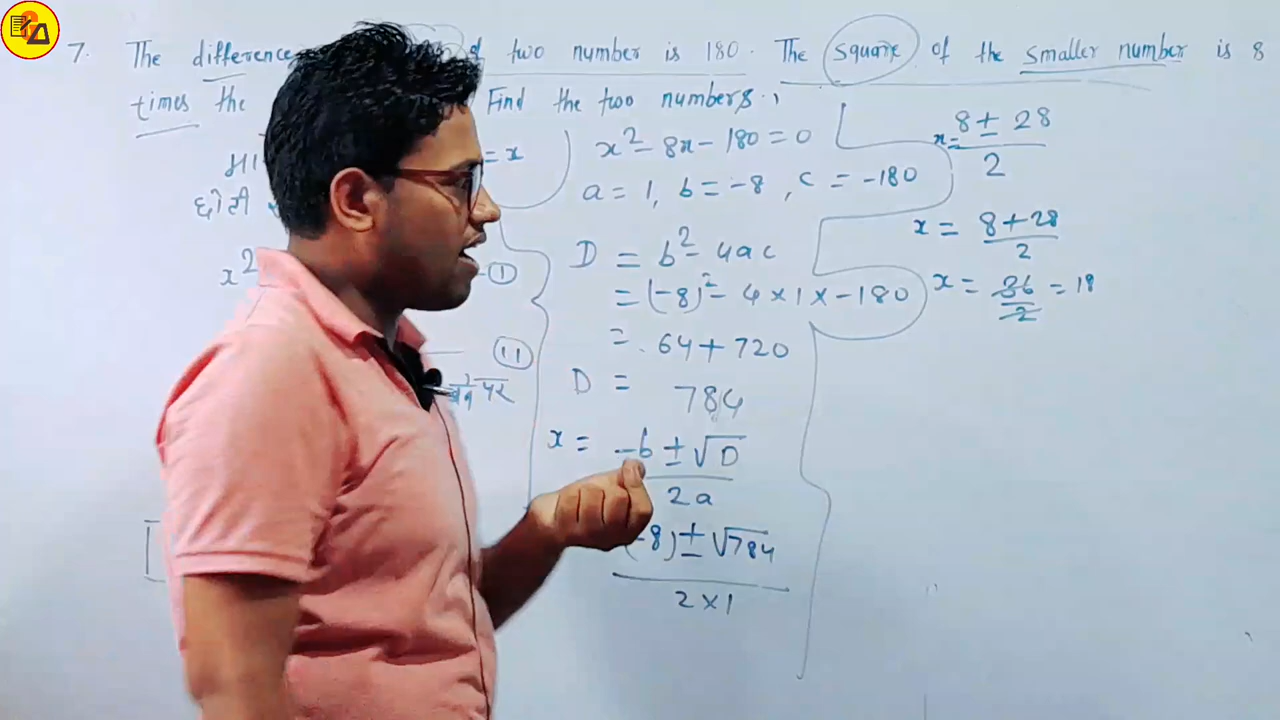 7. The difference of two number is 180. The square of the smaller number is 8
times the Find the two numbers.
= x
छोटी
x²
①
⑪
x² - 8x - 180 = 0
a = 1, b = -8, c = -180
D = b² - 4ac
= (-8)² - 4 × 1 × -180
= 64 + 720
D = 784
x = -b ± √D
2a
-8) ± √784
2 × 1
x = 8 ± 28
2
x = 8 + 28
2
x = 36 = 18
2